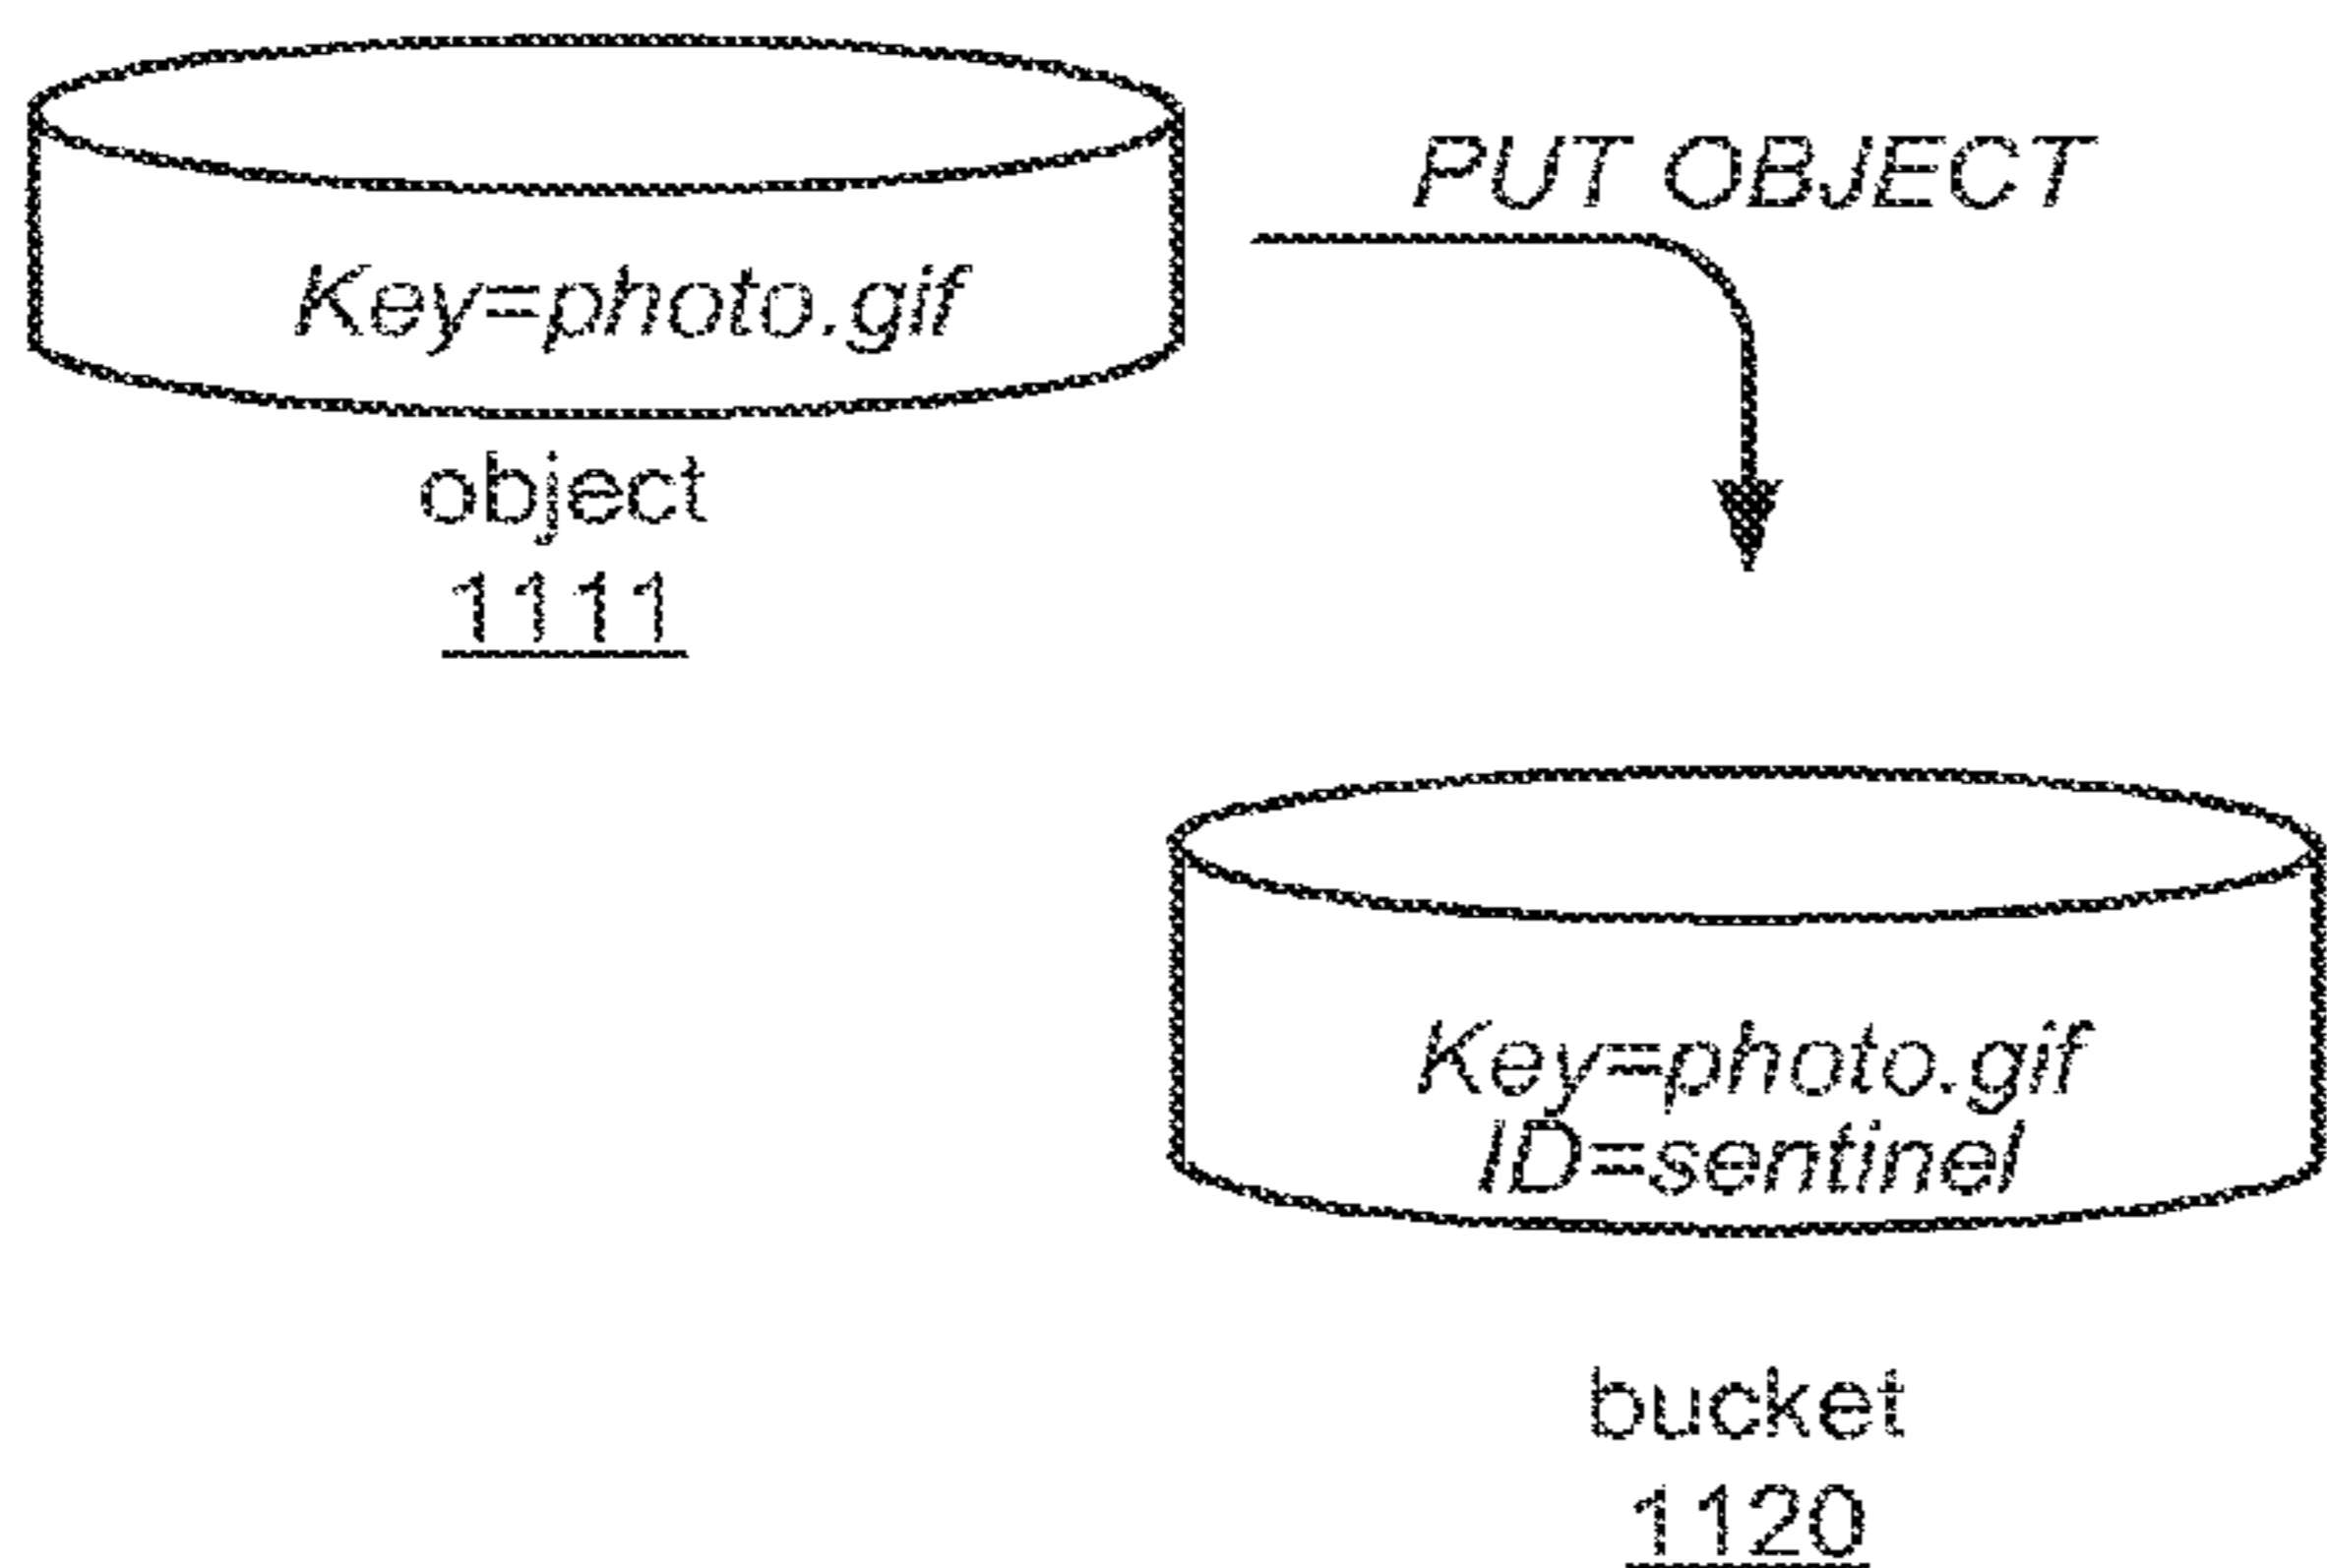 PUT OBJECT
Key=photo.gif
object
1111
Key=photo.gif
ID=sentinel
bucket
1120